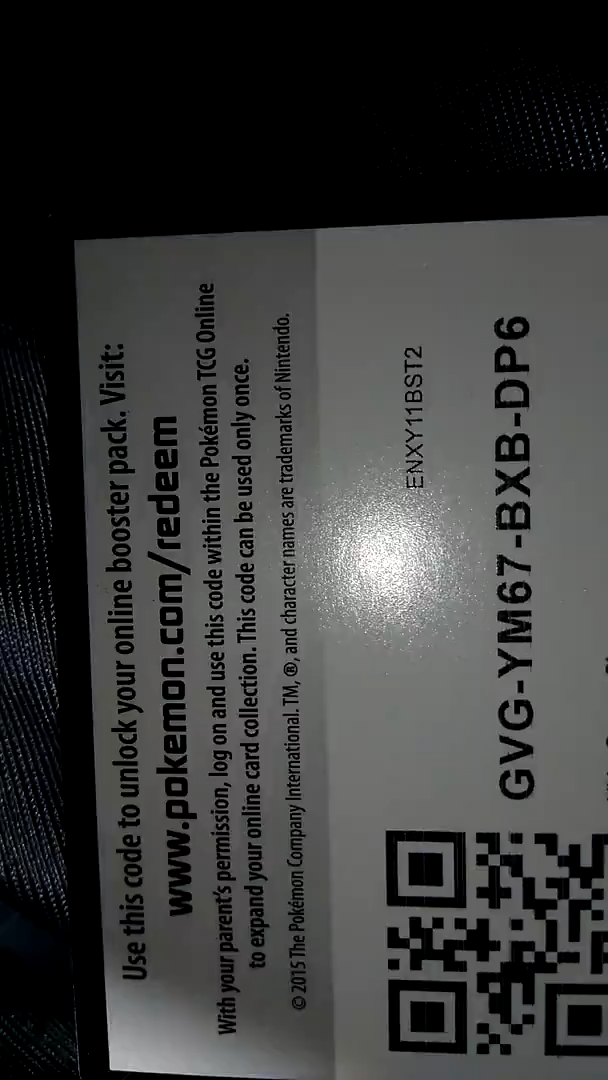 Use this code to unlock your online booster pack. Visit:
www.pokemon.com/redeem
With your parent's permission, log on and use this code within the Pokémon TCG Online
to expand your online card collection. This code can be used only once.
© 2015 The Pokémon Company International. TM, ®, and character names are trademarks of Nintendo.
ENXY11BST2
GVG-YM67-BXB-DP6